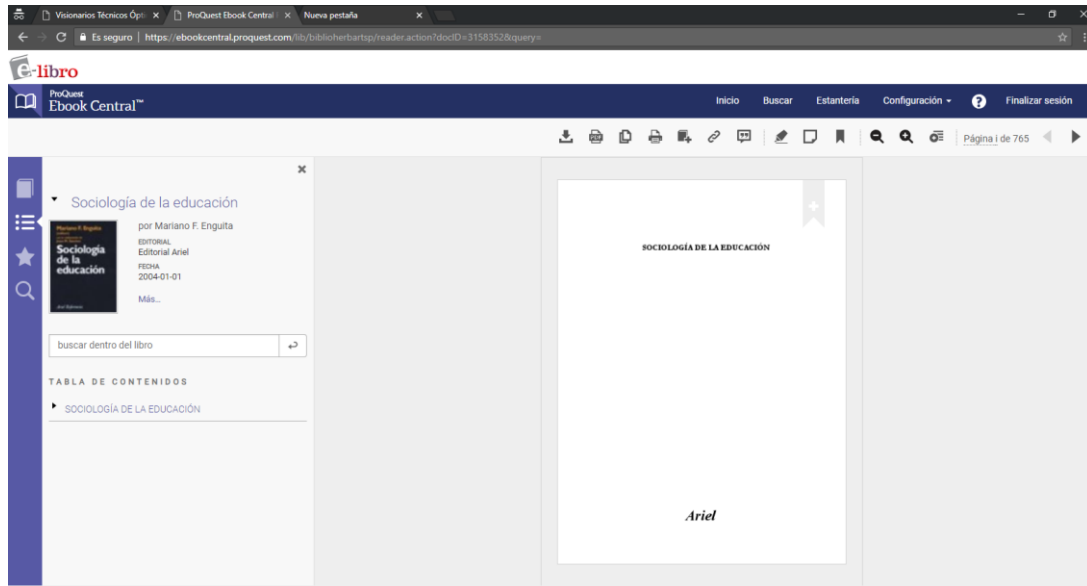 Visionarios Técnicos Ópti
ProQuest Ebook Central
Nueva pestaña
Es seguro | https://ebookcentral.proquest.com/lib/biblioherbartsp/reader.action?docID=3158352&query=
e-libro
ProQuest
Ebook Central™
Inicio Buscar Estantería Configuración ? Finalizar sesión
Página i de 765
Sociología de la educación
por Mariano F. Enguita
EDITORIAL
Editorial Ariel
FECHA
2004-01-01
Más...
Mariano F. Enguita
Sociología
de la
educación
buscar dentro del libro
TABLA DE CONTENIDOS
SOCIOLOGÍA DE LA EDUCACIÓN
SOCIOLOGÍA DE LA EDUCACIÓN
Ariel